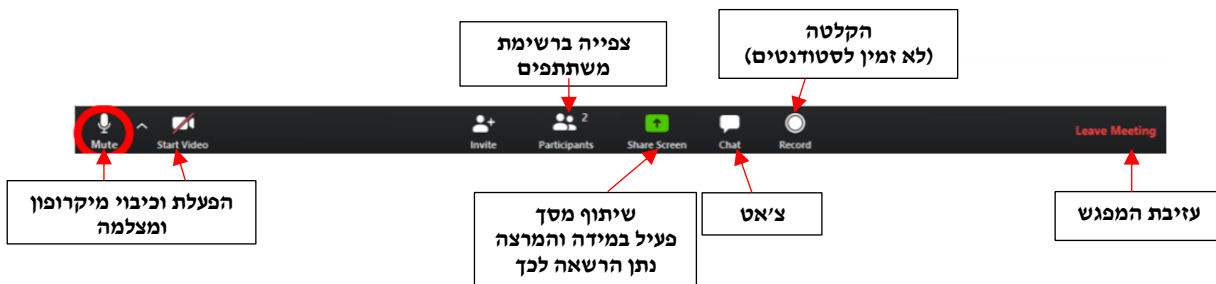 הקלטה
(לא זמין לסטודנטים)
צפייה ברשימת
משתתפים
2
Mute
Start Video
Invite
Participants
Share Screen
Chat
Record
Leave Meeting
הפעלת וכיבוי מיקרופון
ומצלמה
שיתוף מסך
פעיל במידה והמרצה
נתן הרשאה לכך
צ'אט
עזיבת המפגש